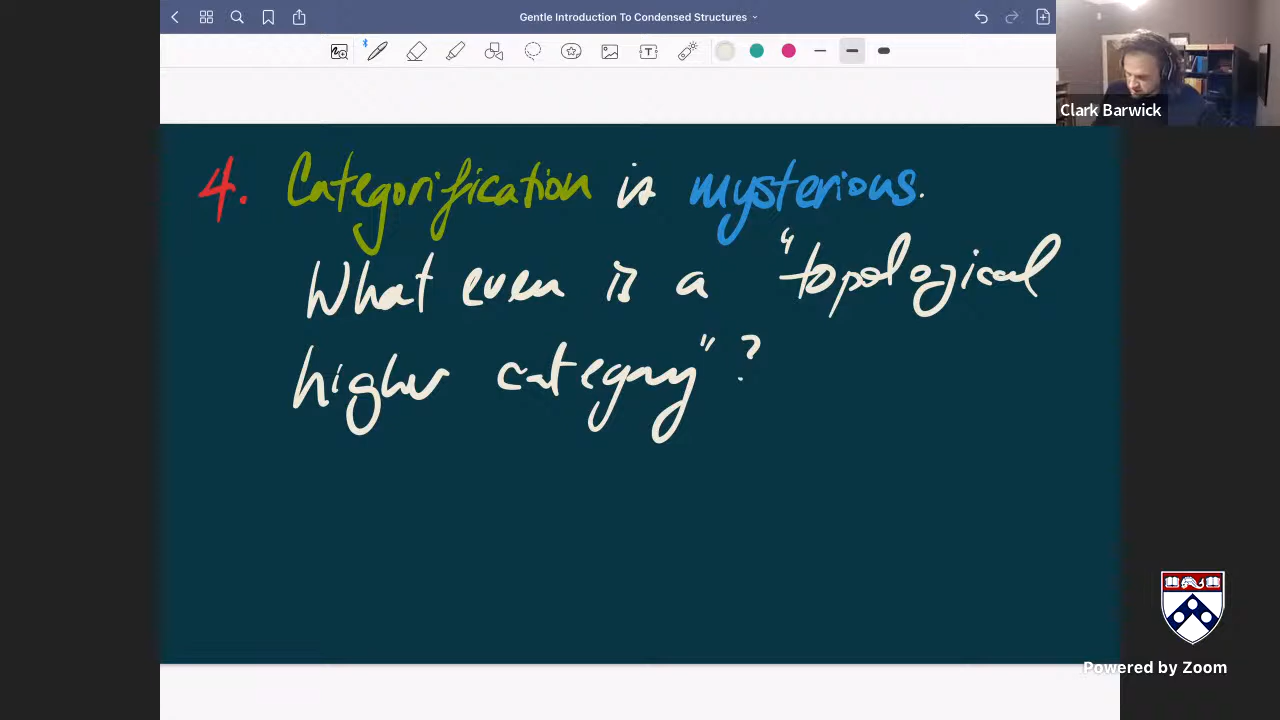 Gentle Introduction To Condensed Structures
Clark Barwick
4. Categorification is mysterious.
What even is a "topological
higher category"?
Powered by Zoom